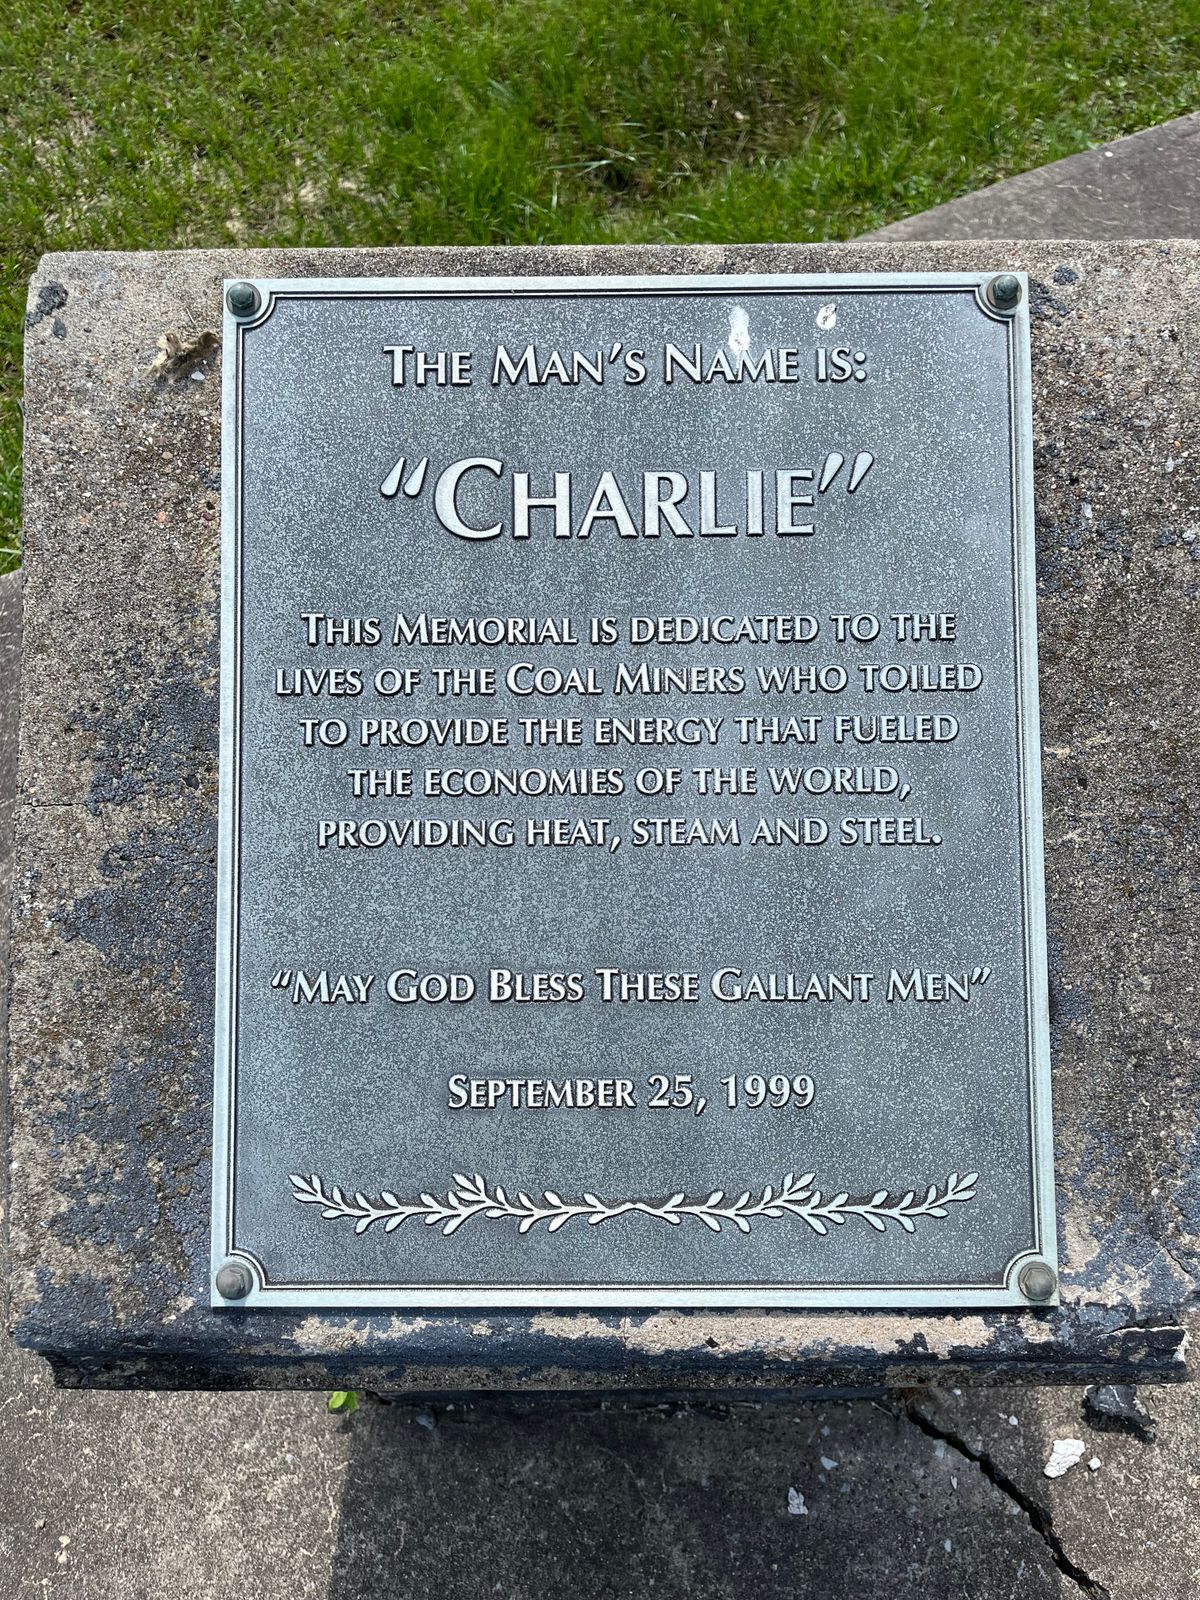 The Man's Name is:
"Charlie"
This Memorial is dedicated to the
lives of the Coal Miners who toiled
to provide the energy that fueled
the economies of the world,
providing heat, steam and steel.
"May God Bless These Gallant Men"
September 25, 1999